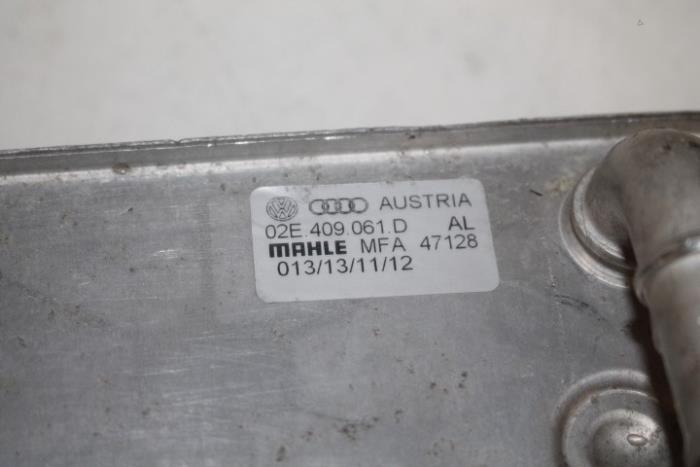 AUSTRIA
02E.409.061.D AL
MAHLE MFA 47128
013/13/11/12